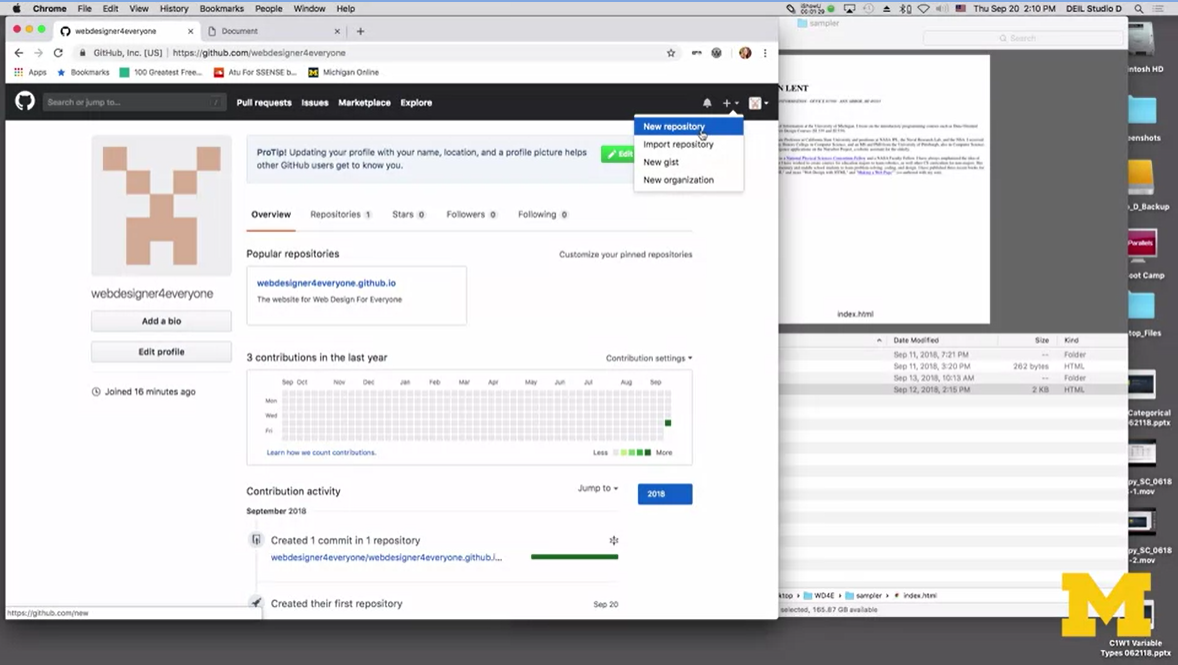 Chrome File Edit View History Bookmarks People Window Help
Thu Sep 20 2:10 PM DEIL Studio D
webdesigner4everyone
Document
sampler
Search
GitHub, Inc. [US] https://github.com/webdesigner4everyone
Apps Bookmarks 100 Greatest Free... Atu For SSENSE b... Michigan Online
Search or jump to... /
Pull requests Issues Marketplace Explore
New repository
Import repository
New gist
New organization
ProTip! Updating your profile with your name, location, and a profile picture helps
other GitHub users get to know you.
Edit
Overview Repositories 1 Stars 0 Followers 0 Following 0
Popular repositories
Customize your pinned repositories
webdesigner4everyone.github.io
The website for Web Design For Everyone
webdesigner4everyone
Add a bio
Edit profile
Joined 16 minutes ago
3 contributions in the last year
Contribution settings
Sep Oct Nov Dec Jan Feb Mar Apr May Jun Jul Aug Sep
Mon
Wed
Fri
Learn how we count contributions.
Less More
Contribution activity
Jump to
2018
September 2018
Created 1 commit in 1 repository
webdesigner4everyone/webdesigner4everyone.github.i...
Created their first repository
Sep 20
https://github.com/new
N LENT
index.html
Date Modified Size Kind
Sep 11, 2018, 7:21 PM -- Folder
Sep 11, 2018, 3:20 PM 262 bytes HTML
Sep 13, 2018, 10:13 AM -- Folder
Sep 12, 2018, 2:15 PM 2 KB HTML
ktop WD4E sampler index.html
selected, 165.87 GB available
intosh HD
eenshots
_D_Backup
Parallels
oot Camp
top_Files
Categorical
062118.pptx
py_SC_0618
-1.mov
py_SC_0618
-2.mov
M
C1W1 Variable
Types 062118.pptx